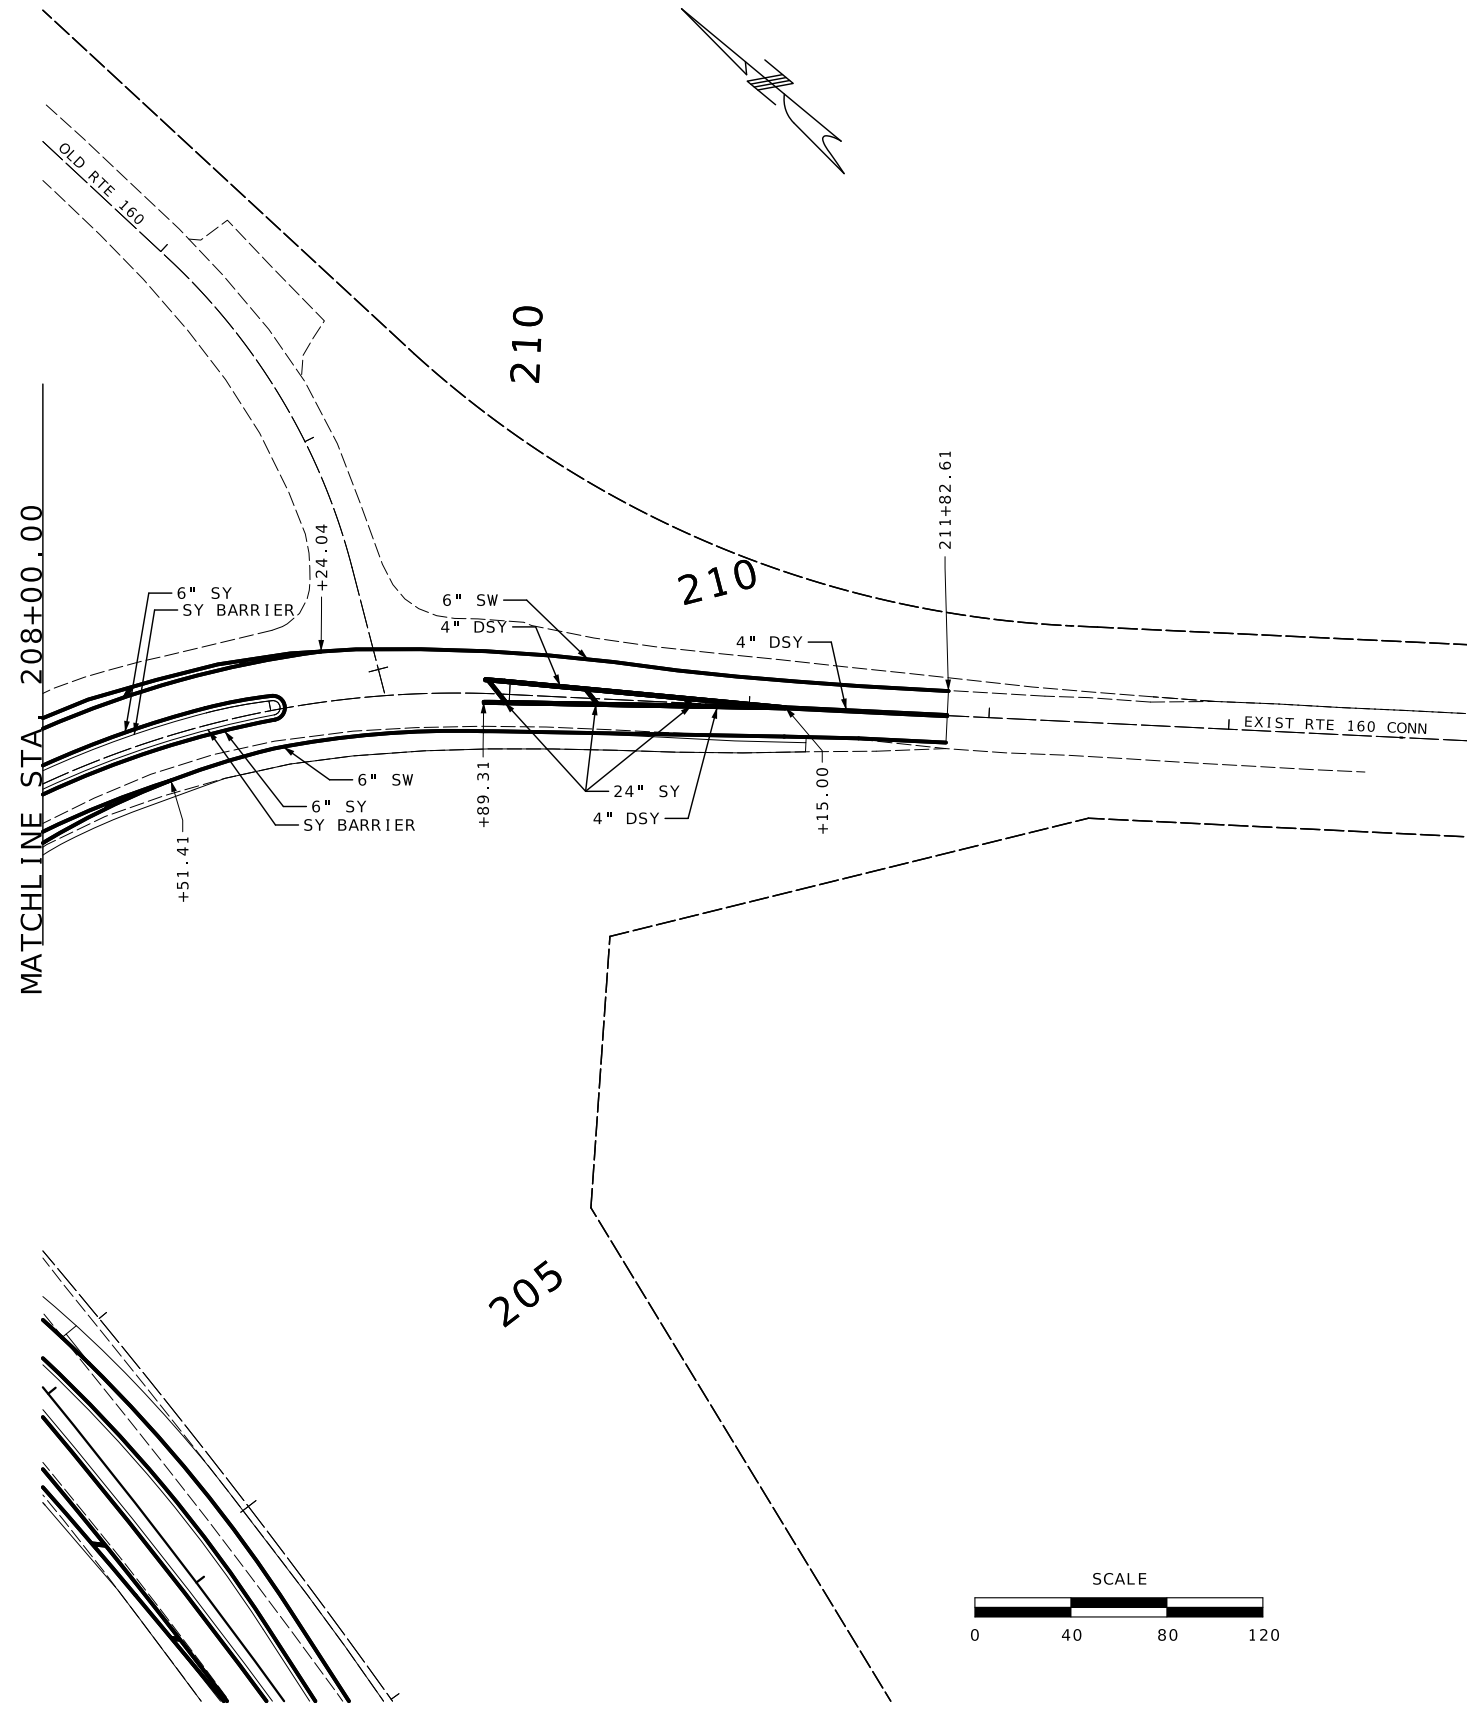 OLD RTE 160
210
211+82.61
MATCHLINE STA 208+00.00
+24.04
210
6" SY
SY BARRIER
6" SW
4" DSY
4" DSY
EXIST RTE 160 CONN
6" SW
+89.31
24" SY
+15.00
6" SY
4" DSY
SY BARRIER
+51.41
205
SCALE
0 40 80 120